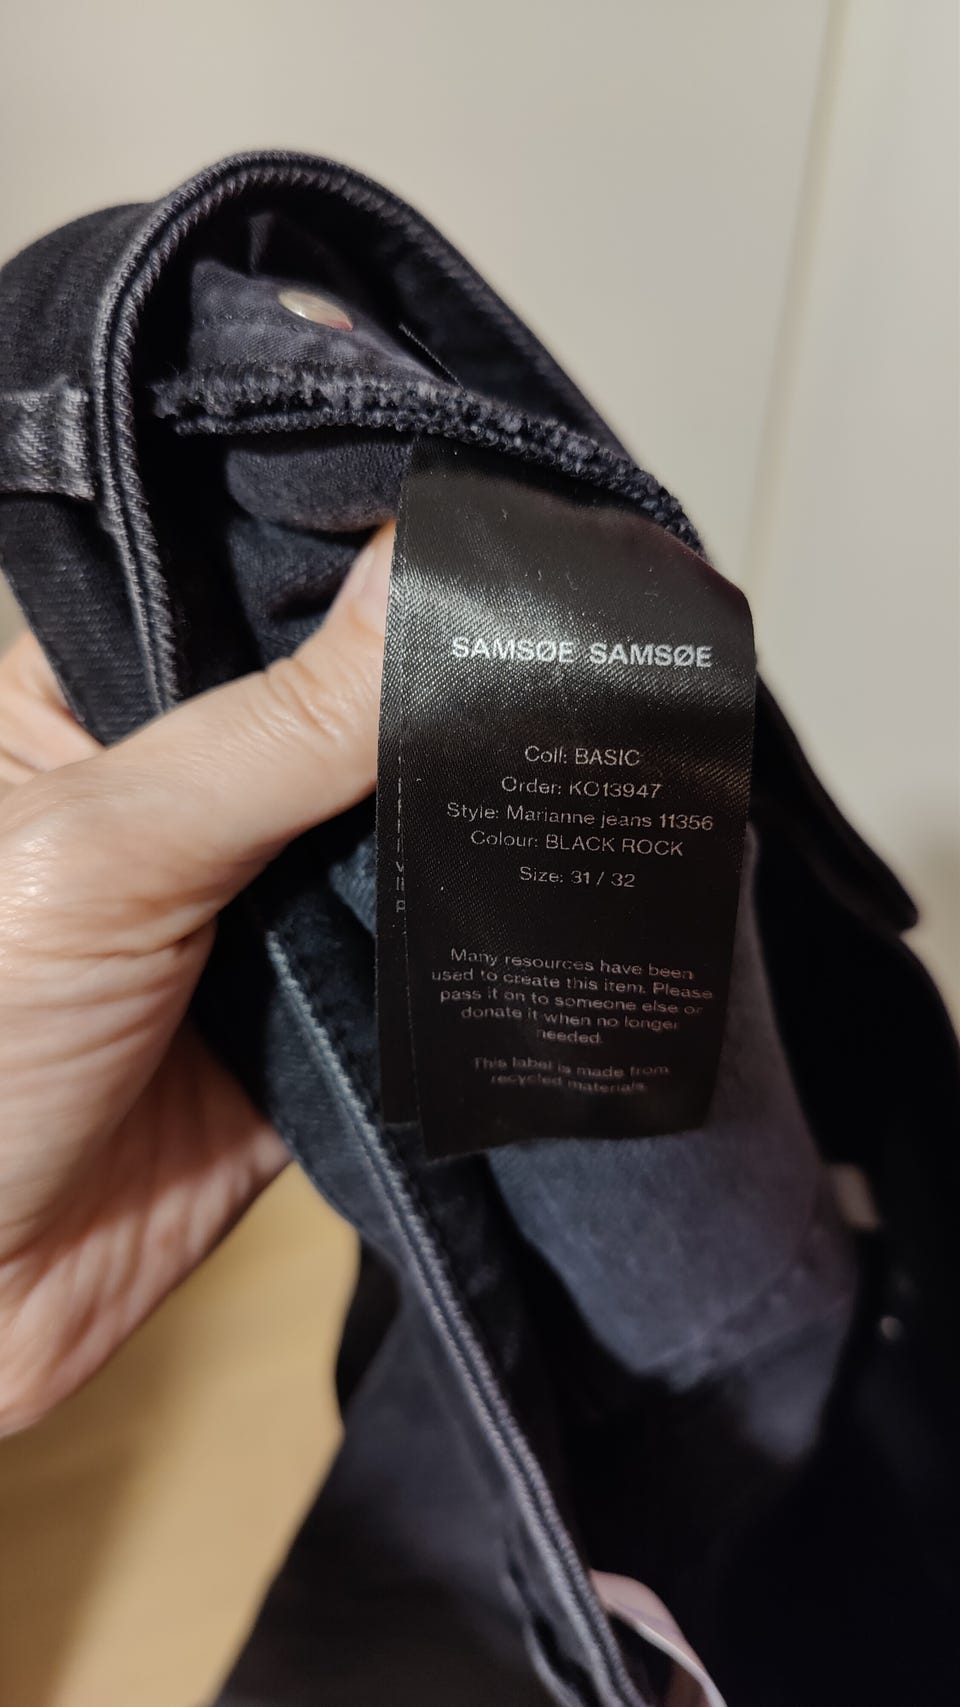 SAMSØE SAMSØE
Coll: BASIC
Order: KO13947
Style: Marianne jeans 11356
Colour: BLACK ROCK
Size: 31 / 32
Many resources have been
used to create this item. Please
pass it on to someone else or
donate it when no longer
needed.
This label is made from
recycled materials.